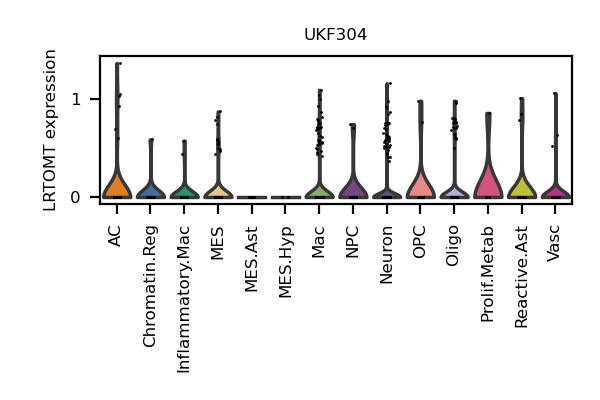 UKF304
LRTOMT expression
1
0
AC
Chromatin.Reg
Inflammatory.Mac
MES
MES.Ast
MES.Hyp
Mac
NPC
Neuron
OPC
Oligo
Prolif.Metab
Reactive.Ast
Vasc